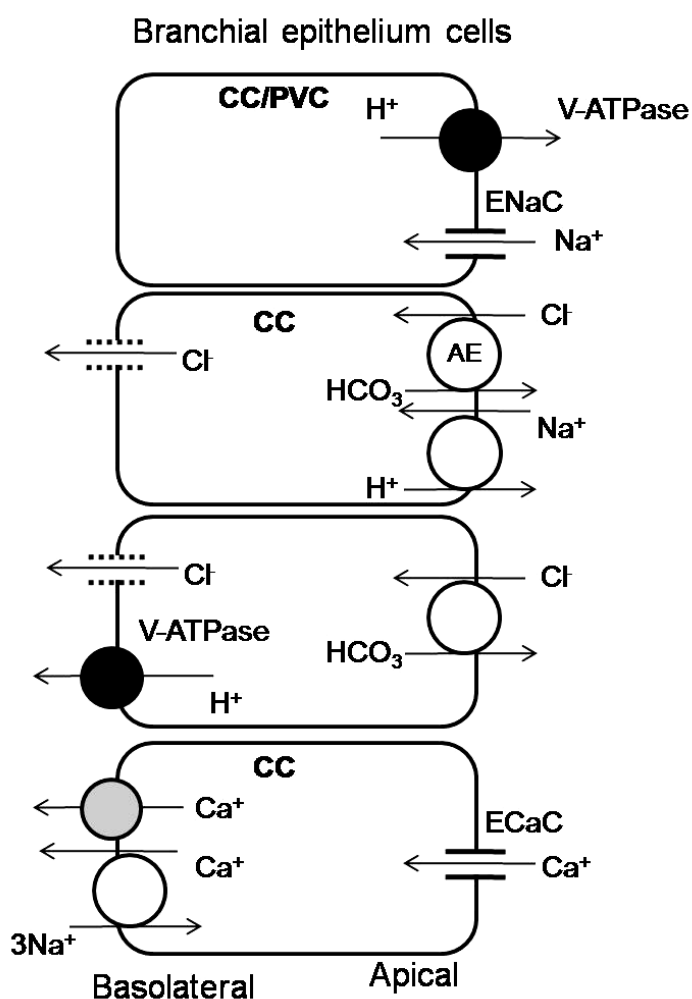 Branchial epithelium cells
CC/PVC
H⁺
V-ATPase
ENaC
Na⁺
CC
Cl⁻
Cl⁻
AE
HCO₃
Na⁺
H⁺
Cl⁻
Cl⁻
V-ATPase
HCO₃
H⁺
CC
Ca⁺
ECaC
Ca⁺
Ca⁺
3Na⁺
Basolateral
Apical